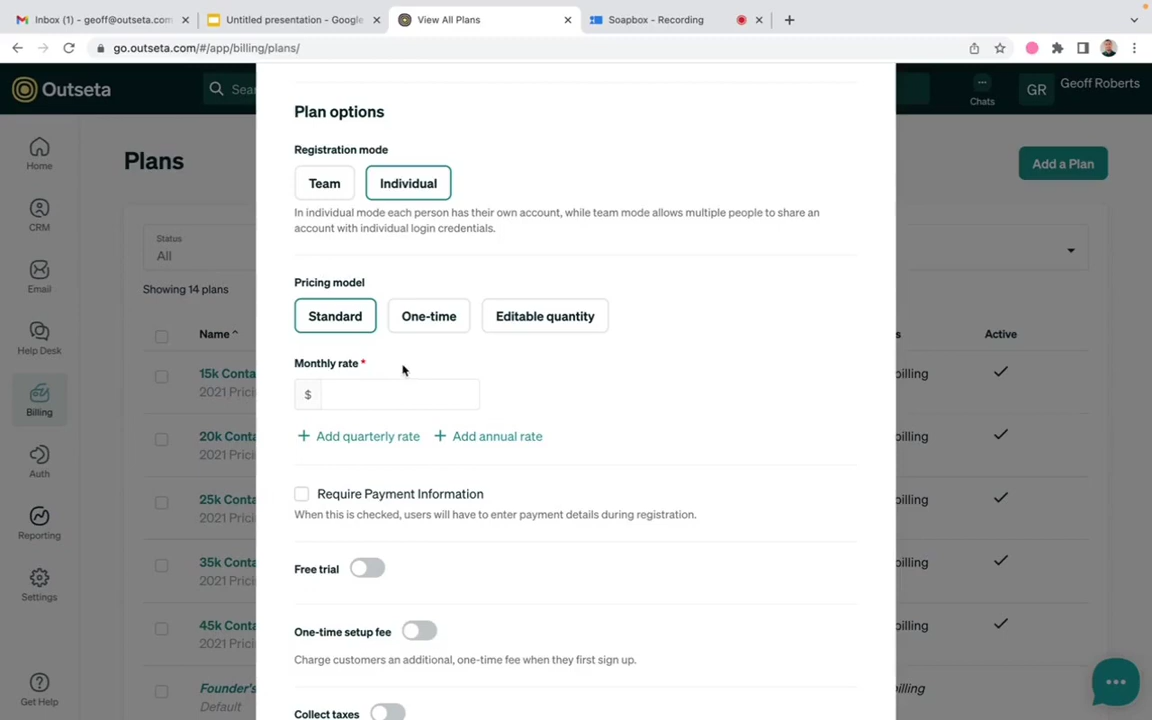 Inbox (1) - geoff@outseta.com
Untitled presentation - Google
View All Plans
Soapbox - Recording
go.outseta.com/#/app/billing/plans/
Outseta
Sea
Chats
GR
Geoff Roberts
Home
CRM
Email
Help Desk
Billing
Auth
Reporting
Settings
Get Help
Plans
Add a Plan
Status
All
Showing 14 plans
Name
Active
15k Conta
2021 Pricin
billing
20k Conta
2021 Pricin
billing
25k Conta
2021 Pricin
billing
35k Conta
2021 Pricin
billing
45k Conta
2021 Pricin
billing
Founder's
Default
billing
Plan options
Registration mode
Team
Individual
In individual mode each person has their own account, while team mode allows multiple people to share an
account with individual login credentials.
Pricing model
Standard
One-time
Editable quantity
Monthly rate *
$
+ Add quarterly rate
+ Add annual rate
Require Payment Information
When this is checked, users will have to enter payment details during registration.
Free trial
One-time setup fee
Charge customers an additional, one-time fee when they first sign up.
Collect taxes